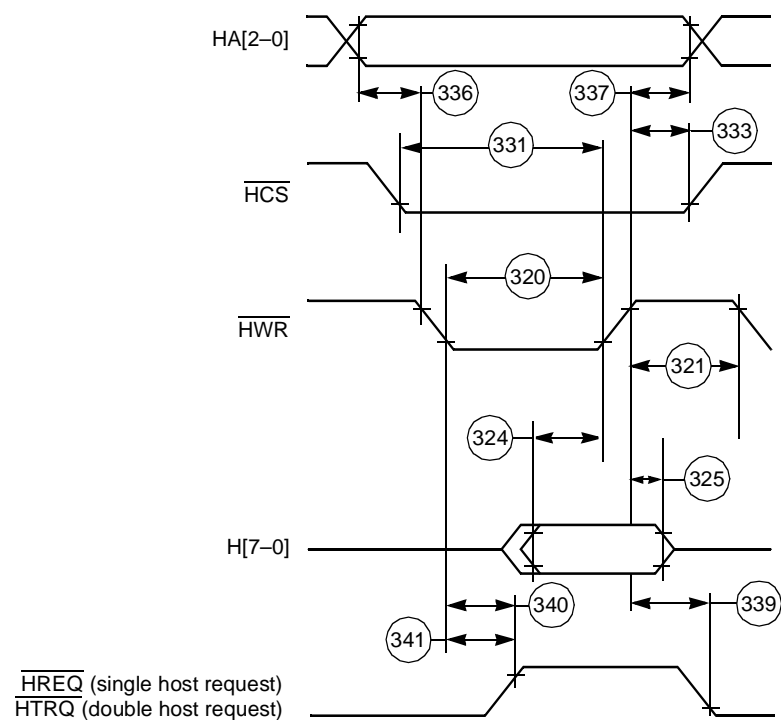 HA[2–0]
336
337
333
331
HCS
320
HWR
321
324
325
H[7–0]
340
339
341
HREQ (single host request)
HTRQ (double host request)